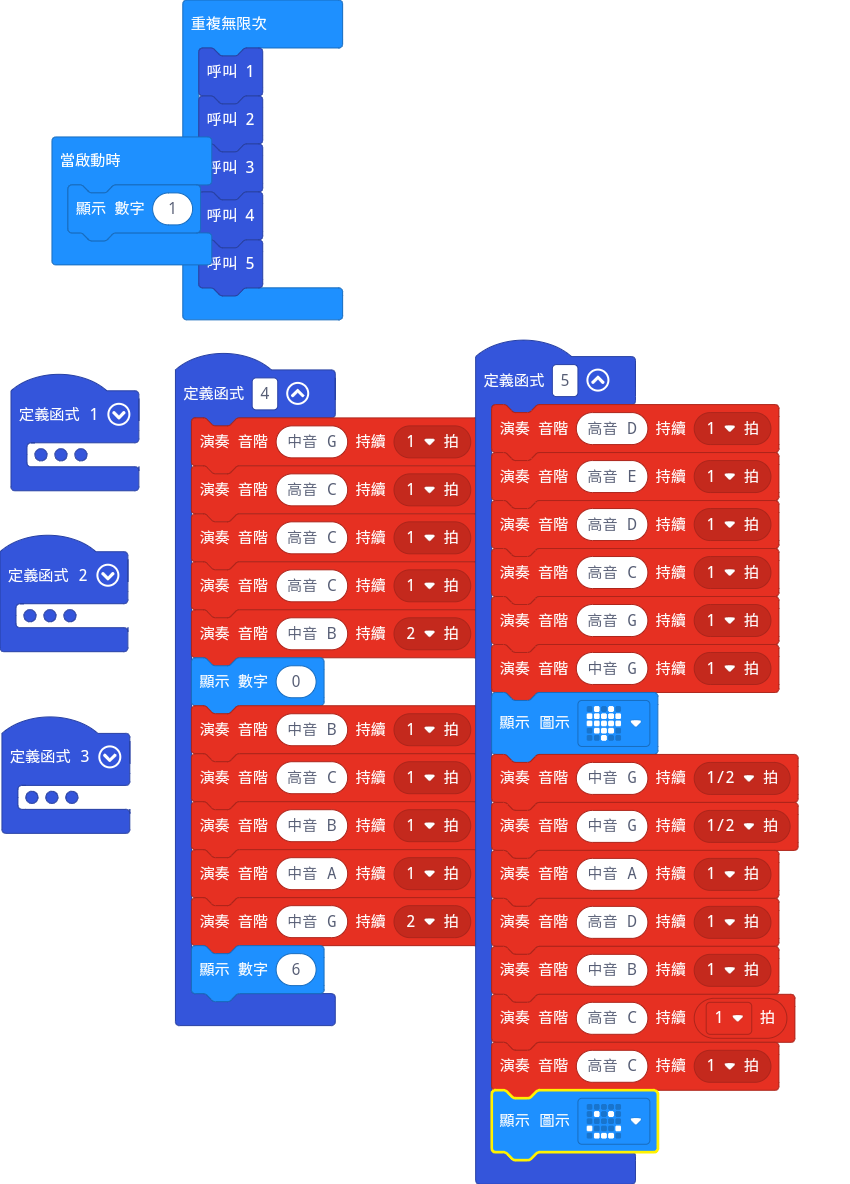 重複無限次
呼叫 1
呼叫 2
呼叫 3
呼叫 4
呼叫 5
當啟動時
顯示 數字 1
定義函式 1
定義函式 2
定義函式 3
定義函式 4
演奏 音階 中音 G 持續 1 拍
演奏 音階 高音 C 持續 1 拍
演奏 音階 高音 C 持續 1 拍
演奏 音階 高音 C 持續 1 拍
演奏 音階 中音 B 持續 2 拍
顯示 數字 0
演奏 音階 中音 B 持續 1 拍
演奏 音階 高音 C 持續 1 拍
演奏 音階 中音 B 持續 1 拍
演奏 音階 中音 A 持續 1 拍
演奏 音階 中音 G 持續 2 拍
顯示 數字 6
定義函式 5
演奏 音階 高音 D 持續 1 拍
演奏 音階 高音 E 持續 1 拍
演奏 音階 高音 D 持續 1 拍
演奏 音階 高音 C 持續 1 拍
演奏 音階 高音 G 持續 1 拍
演奏 音階 中音 G 持續 1 拍
顯示 圖示
演奏 音階 中音 G 持續 1/2 拍
演奏 音階 中音 G 持續 1/2 拍
演奏 音階 中音 A 持續 1 拍
演奏 音階 高音 D 持續 1 拍
演奏 音階 中音 B 持續 1 拍
演奏 音階 高音 C 持續 1 拍
演奏 音階 高音 C 持續 1 拍
顯示 圖示